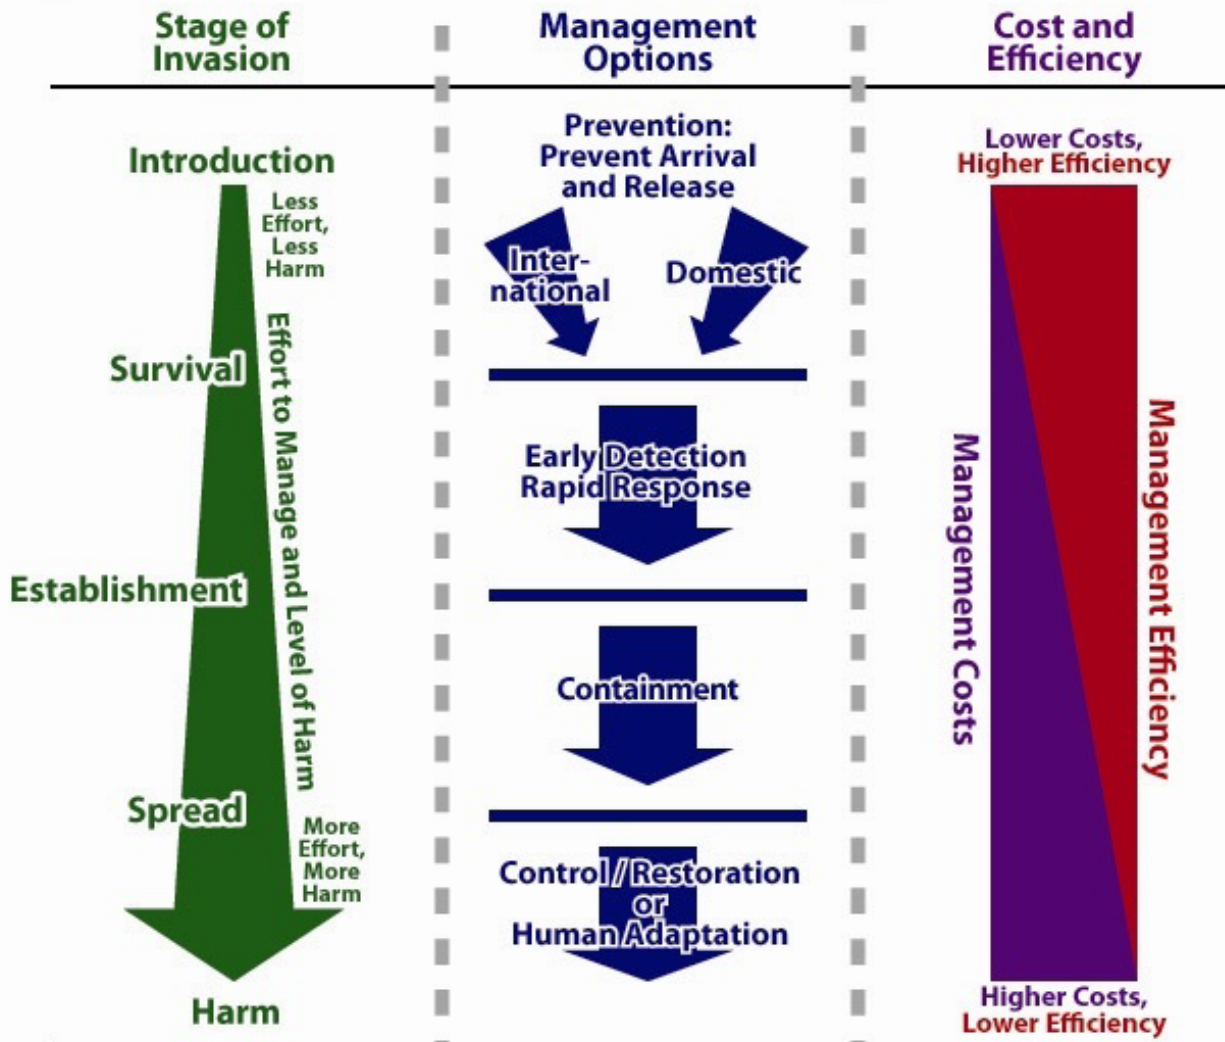 Stage of
Invasion
Management
Options
Cost and
Efficiency
Introduction
Less
Effort,
Less
Harm
Survival
Effort to Manage and Level of Harm
Establishment
Spread
More
Effort,
More
Harm
Harm
Prevention:
Prevent Arrival
and Release
Inter-
national
Domestic
Early Detection
Rapid Response
Containment
Control / Restoration
or
Human Adaptation
Lower Costs,
Higher Efficiency
Management Costs
Management Efficiency
Higher Costs,
Lower Efficiency